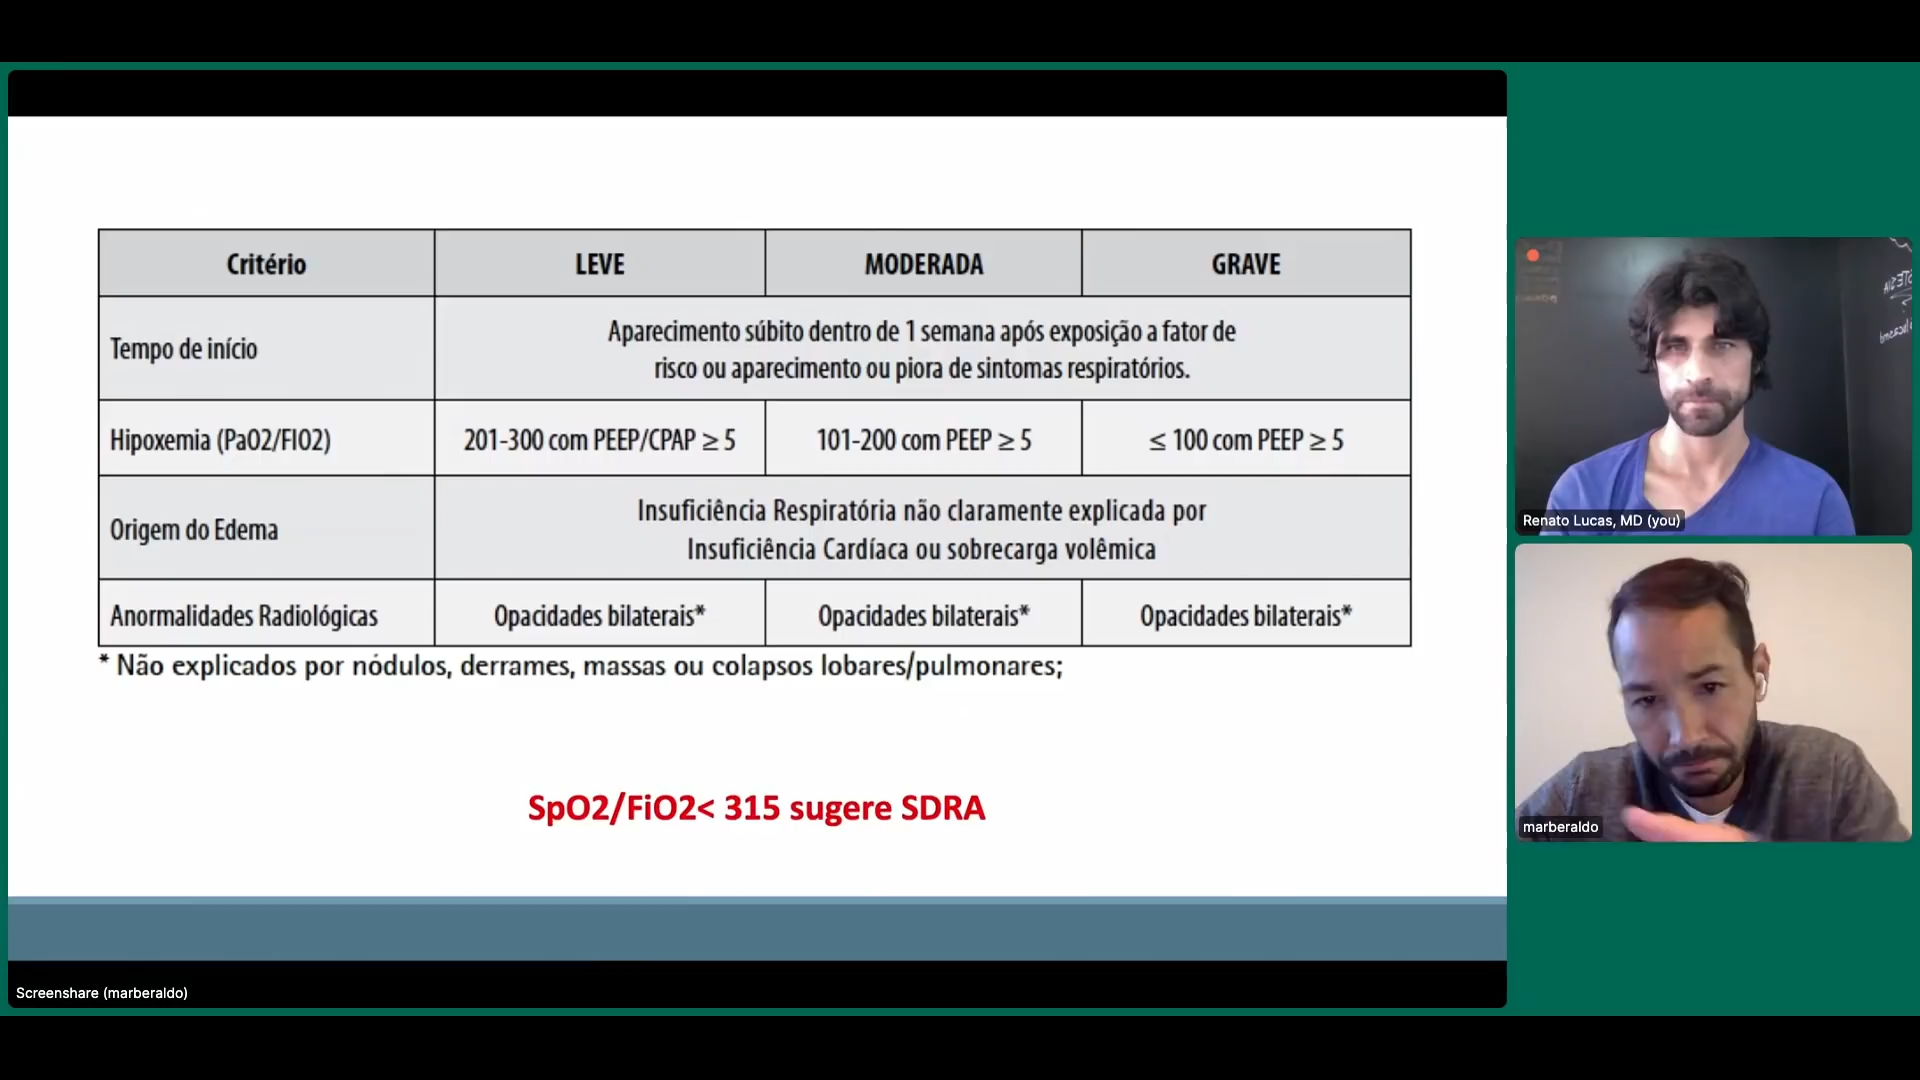 Critério
LEVE
MODERADA
GRAVE
Tempo de início
Aparecimento súbito dentro de 1 semana após exposição a fator de
risco ou aparecimento ou piora de sintomas respiratórios.
Hipoxemia (PaO2/FIO2)
201-300 com PEEP/CPAP ≥ 5
101-200 com PEEP ≥ 5
≤ 100 com PEEP ≥ 5
Origem do Edema
Insuficiência Respiratória não claramente explicada por
Insuficiência Cardíaca ou sobrecarga volêmica
Anormalidades Radiológicas
Opacidades bilaterais*
Opacidades bilaterais*
Opacidades bilaterais*
* Não explicados por nódulos, derrames, massas ou colapsos lobares/pulmonares;
SpO2/FiO2< 315 sugere SDRA
Screenshare (marberaldo)
Renato Lucas, MD (you)
marberaldo